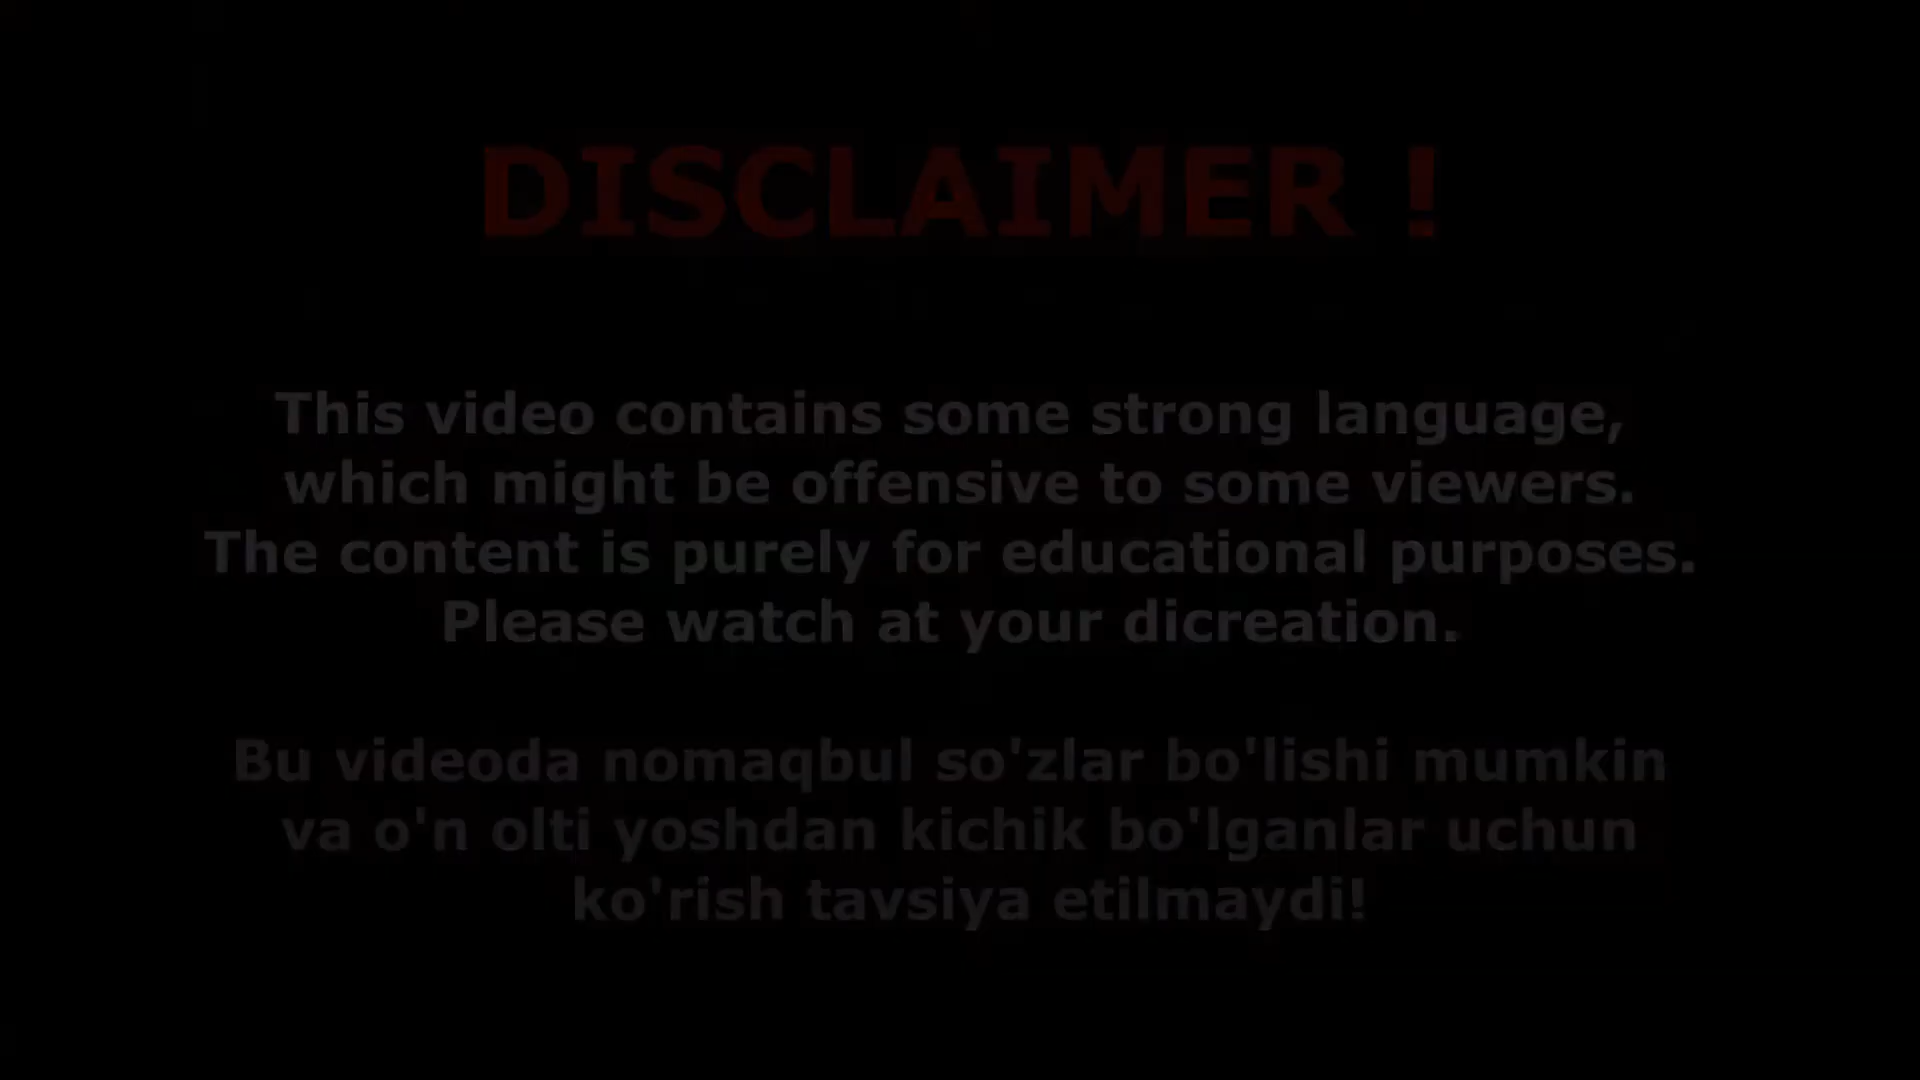 DISCLAIMER !
This video contains some strong language,
which might be offensive to some viewers.
The content is purely for educational purposes.
Please watch at your dicreation.
Bu videoda nomaqbul so'zlar bo'lishi mumkin
va o'n olti yoshdan kichik bo'lganlar uchun
ko'rish tavsiya etilmaydi!